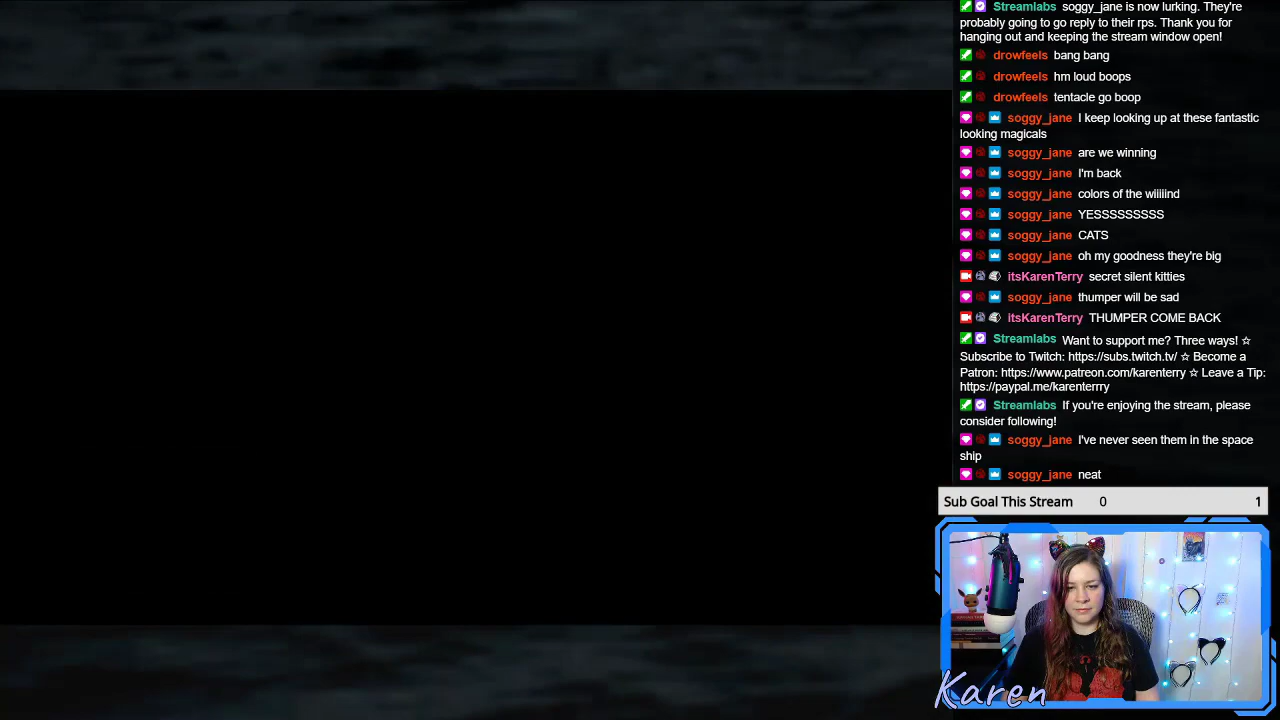 Streamlabs soggy_jane is now lurking. They're
probably going to go reply to their rps. Thank you for
hanging out and keeping the stream window open!
drowfeels bang bang
drowfeels hm loud boops
drowfeels tentacle go boop
soggy_jane I keep looking up at these fantastic
looking magicals
soggy_jane are we winning
soggy_jane I'm back
soggy_jane colors of the wiiiiind
soggy_jane YESSSSSSSSS
soggy_jane CATS
soggy_jane oh my goodness they're big
itsKarenTerry secret silent kitties
soggy_jane thumper will be sad
itsKarenTerry THUMPER COME BACK
Streamlabs Want to support me? Three ways! ☆
Subscribe to Twitch: https://subs.twitch.tv/ ☆ Become a
Patron: https://www.patreon.com/karenterry ☆ Leave a Tip:
https://paypal.me/karenterrry
Streamlabs If you're enjoying the stream, please
consider following!
soggy_jane I've never seen them in the space
ship
soggy_jane neat
Sub Goal This Stream 0 1
Karen